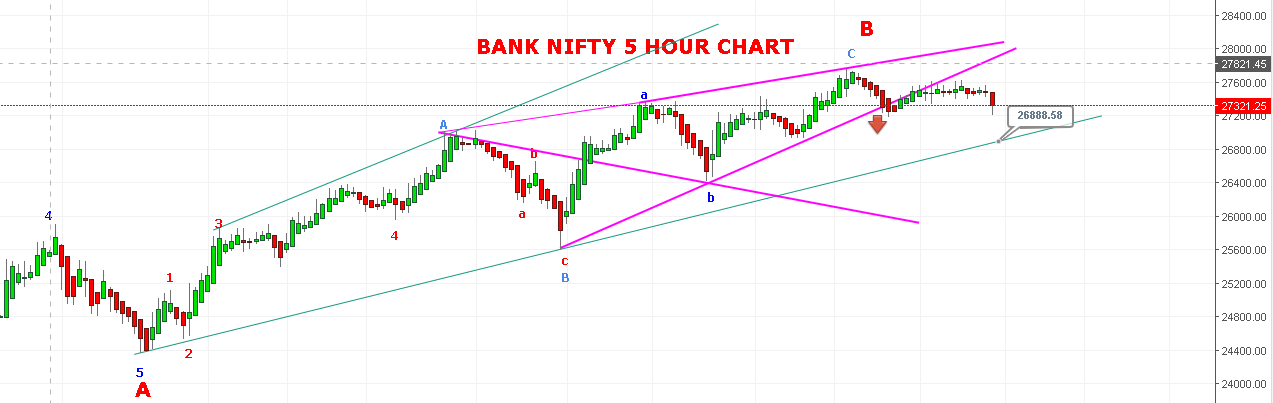 28400.00
B
BANK NIFTY 5 HOUR CHART
28000.00
C
27821.45
27600.00
a
27321.25
26888.58
27200.00
A
b
26800.00
26400.00
b
a
4
3
26000.00
4
25600.00
c
B
1
25200.00
24800.00
2
24400.00
5
A
24000.00